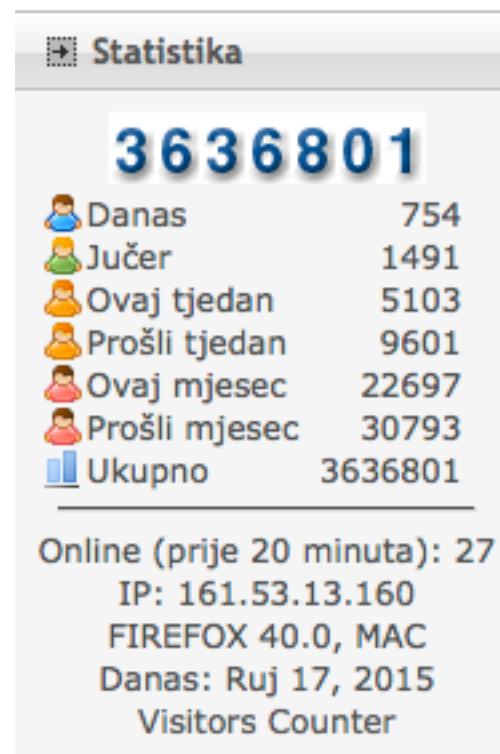 Statistika
3636801
Danas 754
Jučer 1491
Ovaj tjedan 5103
Prošli tjedan 9601
Ovaj mjesec 22697
Prošli mjesec 30793
Ukupno 3636801
Online (prije 20 minuta): 27
IP: 161.53.13.160
FIREFOX 40.0, MAC
Danas: Ruj 17, 2015
Visitors Counter